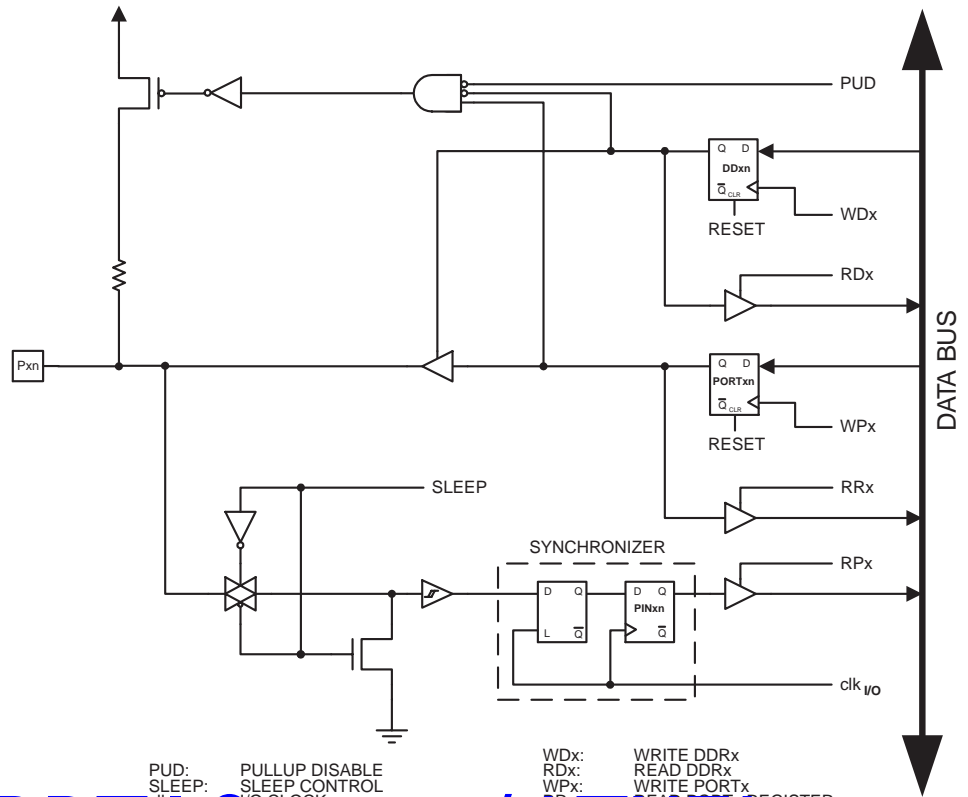 PUD
Q D
DDxn
Q CLR
WDx
RESET
RDx
Pxn
Q D
PORTxn
Q CLR
WPx
RESET
DATA BUS
SLEEP
RRx
SYNCHRONIZER
RPx
D Q
L Q
D Q
PINxn
Q
clk I/O
PUD: PULLUP DISABLE
SLEEP: SLEEP CONTROL
I/O CLOCK
WDx: WRITE DDRx
RDx: READ DDRx
WPx: WRITE PORTx